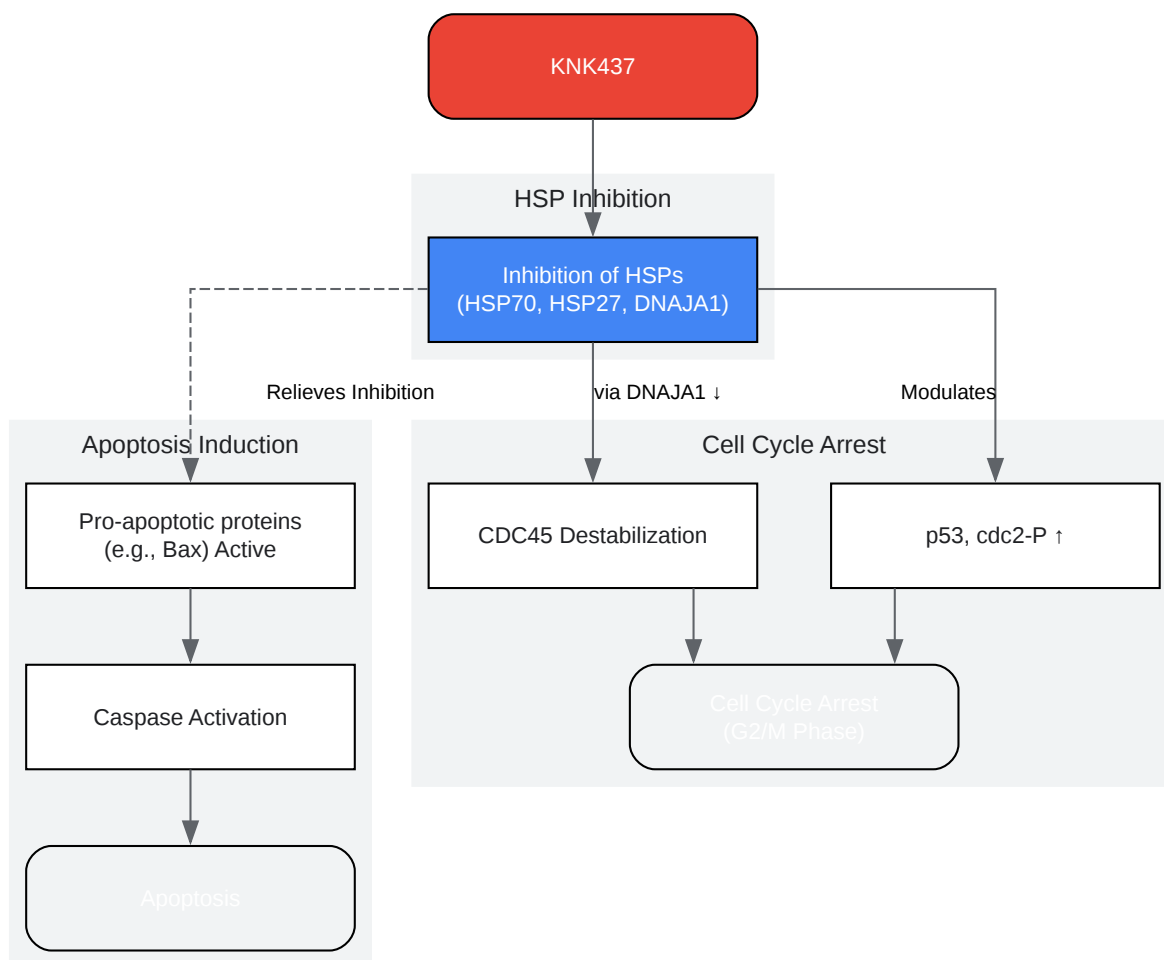 KNK437
HSP Inhibition
Inhibition of HSPs
(HSP70, HSP27, DNAJA1)
Relieves Inhibition
via DNAJA1 ↓
Modulates
Apoptosis Induction
Cell Cycle Arrest
Pro-apoptotic proteins
(e.g., Bax) Active
CDC45 Destabilization
p53, cdc2-P ↑
Caspase Activation
Cell Cycle Arrest
(G2/M Phase)
Apoptosis